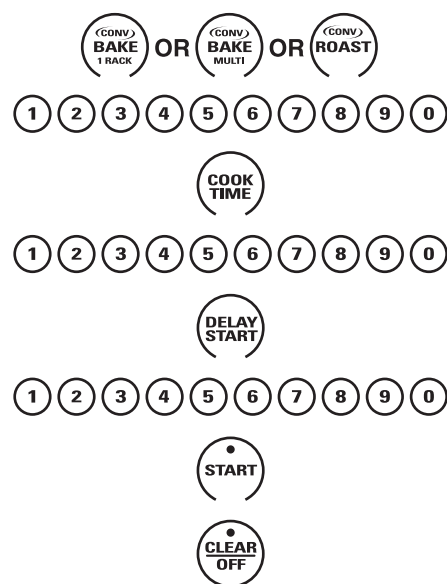 CONV BAKE 1 RACK OR CONV BAKE MULTI OR CONV ROAST
1 2 3 4 5 6 7 8 9 0
COOK TIME
1 2 3 4 5 6 7 8 9 0
DELAY START
1 2 3 4 5 6 7 8 9 0
START
CLEAR
OFF